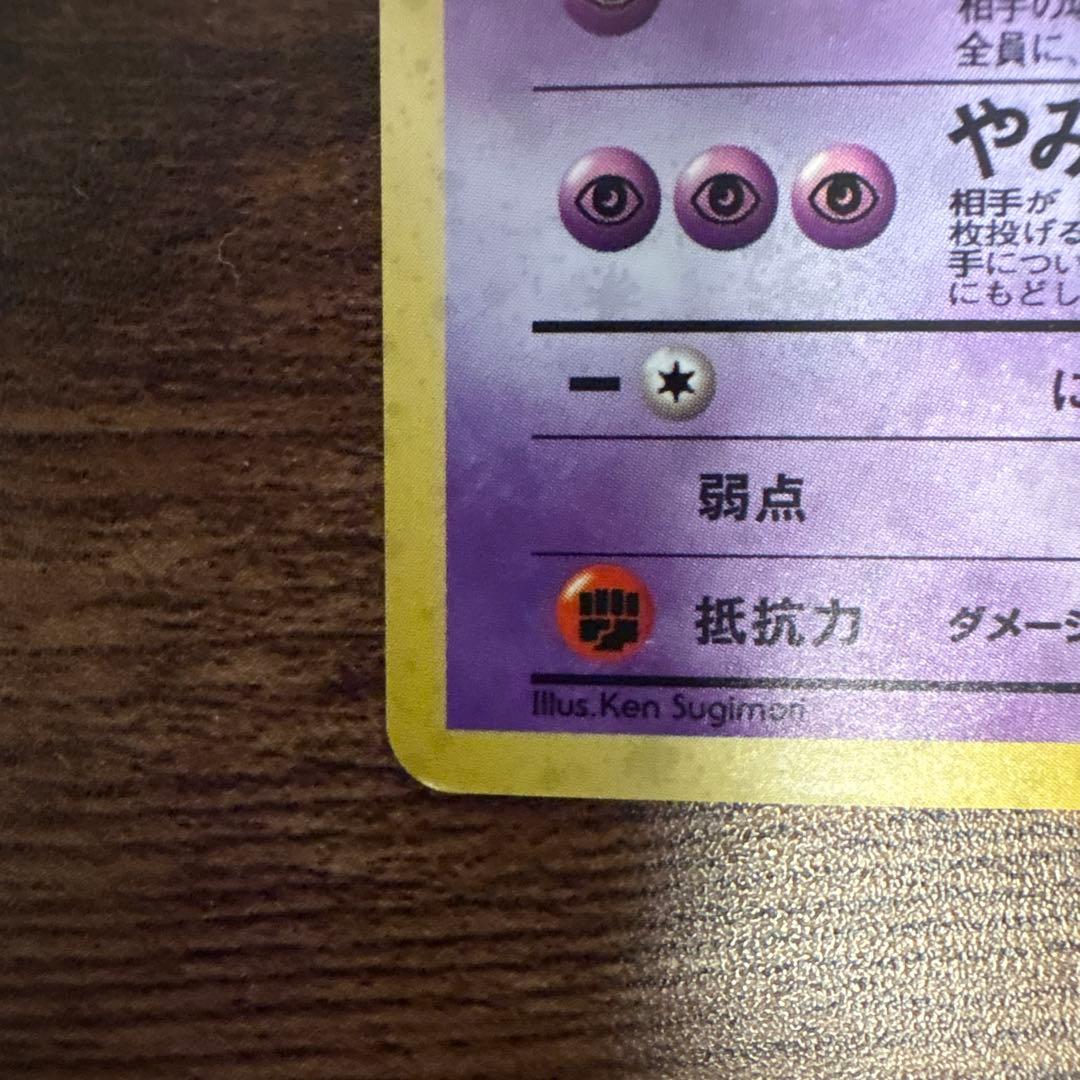 相手の
全員に、
やみ
相手が
枚投げる
手につい
にもどし
に
弱点
抵抗力 ダメージ
Illus.Ken Sugimori